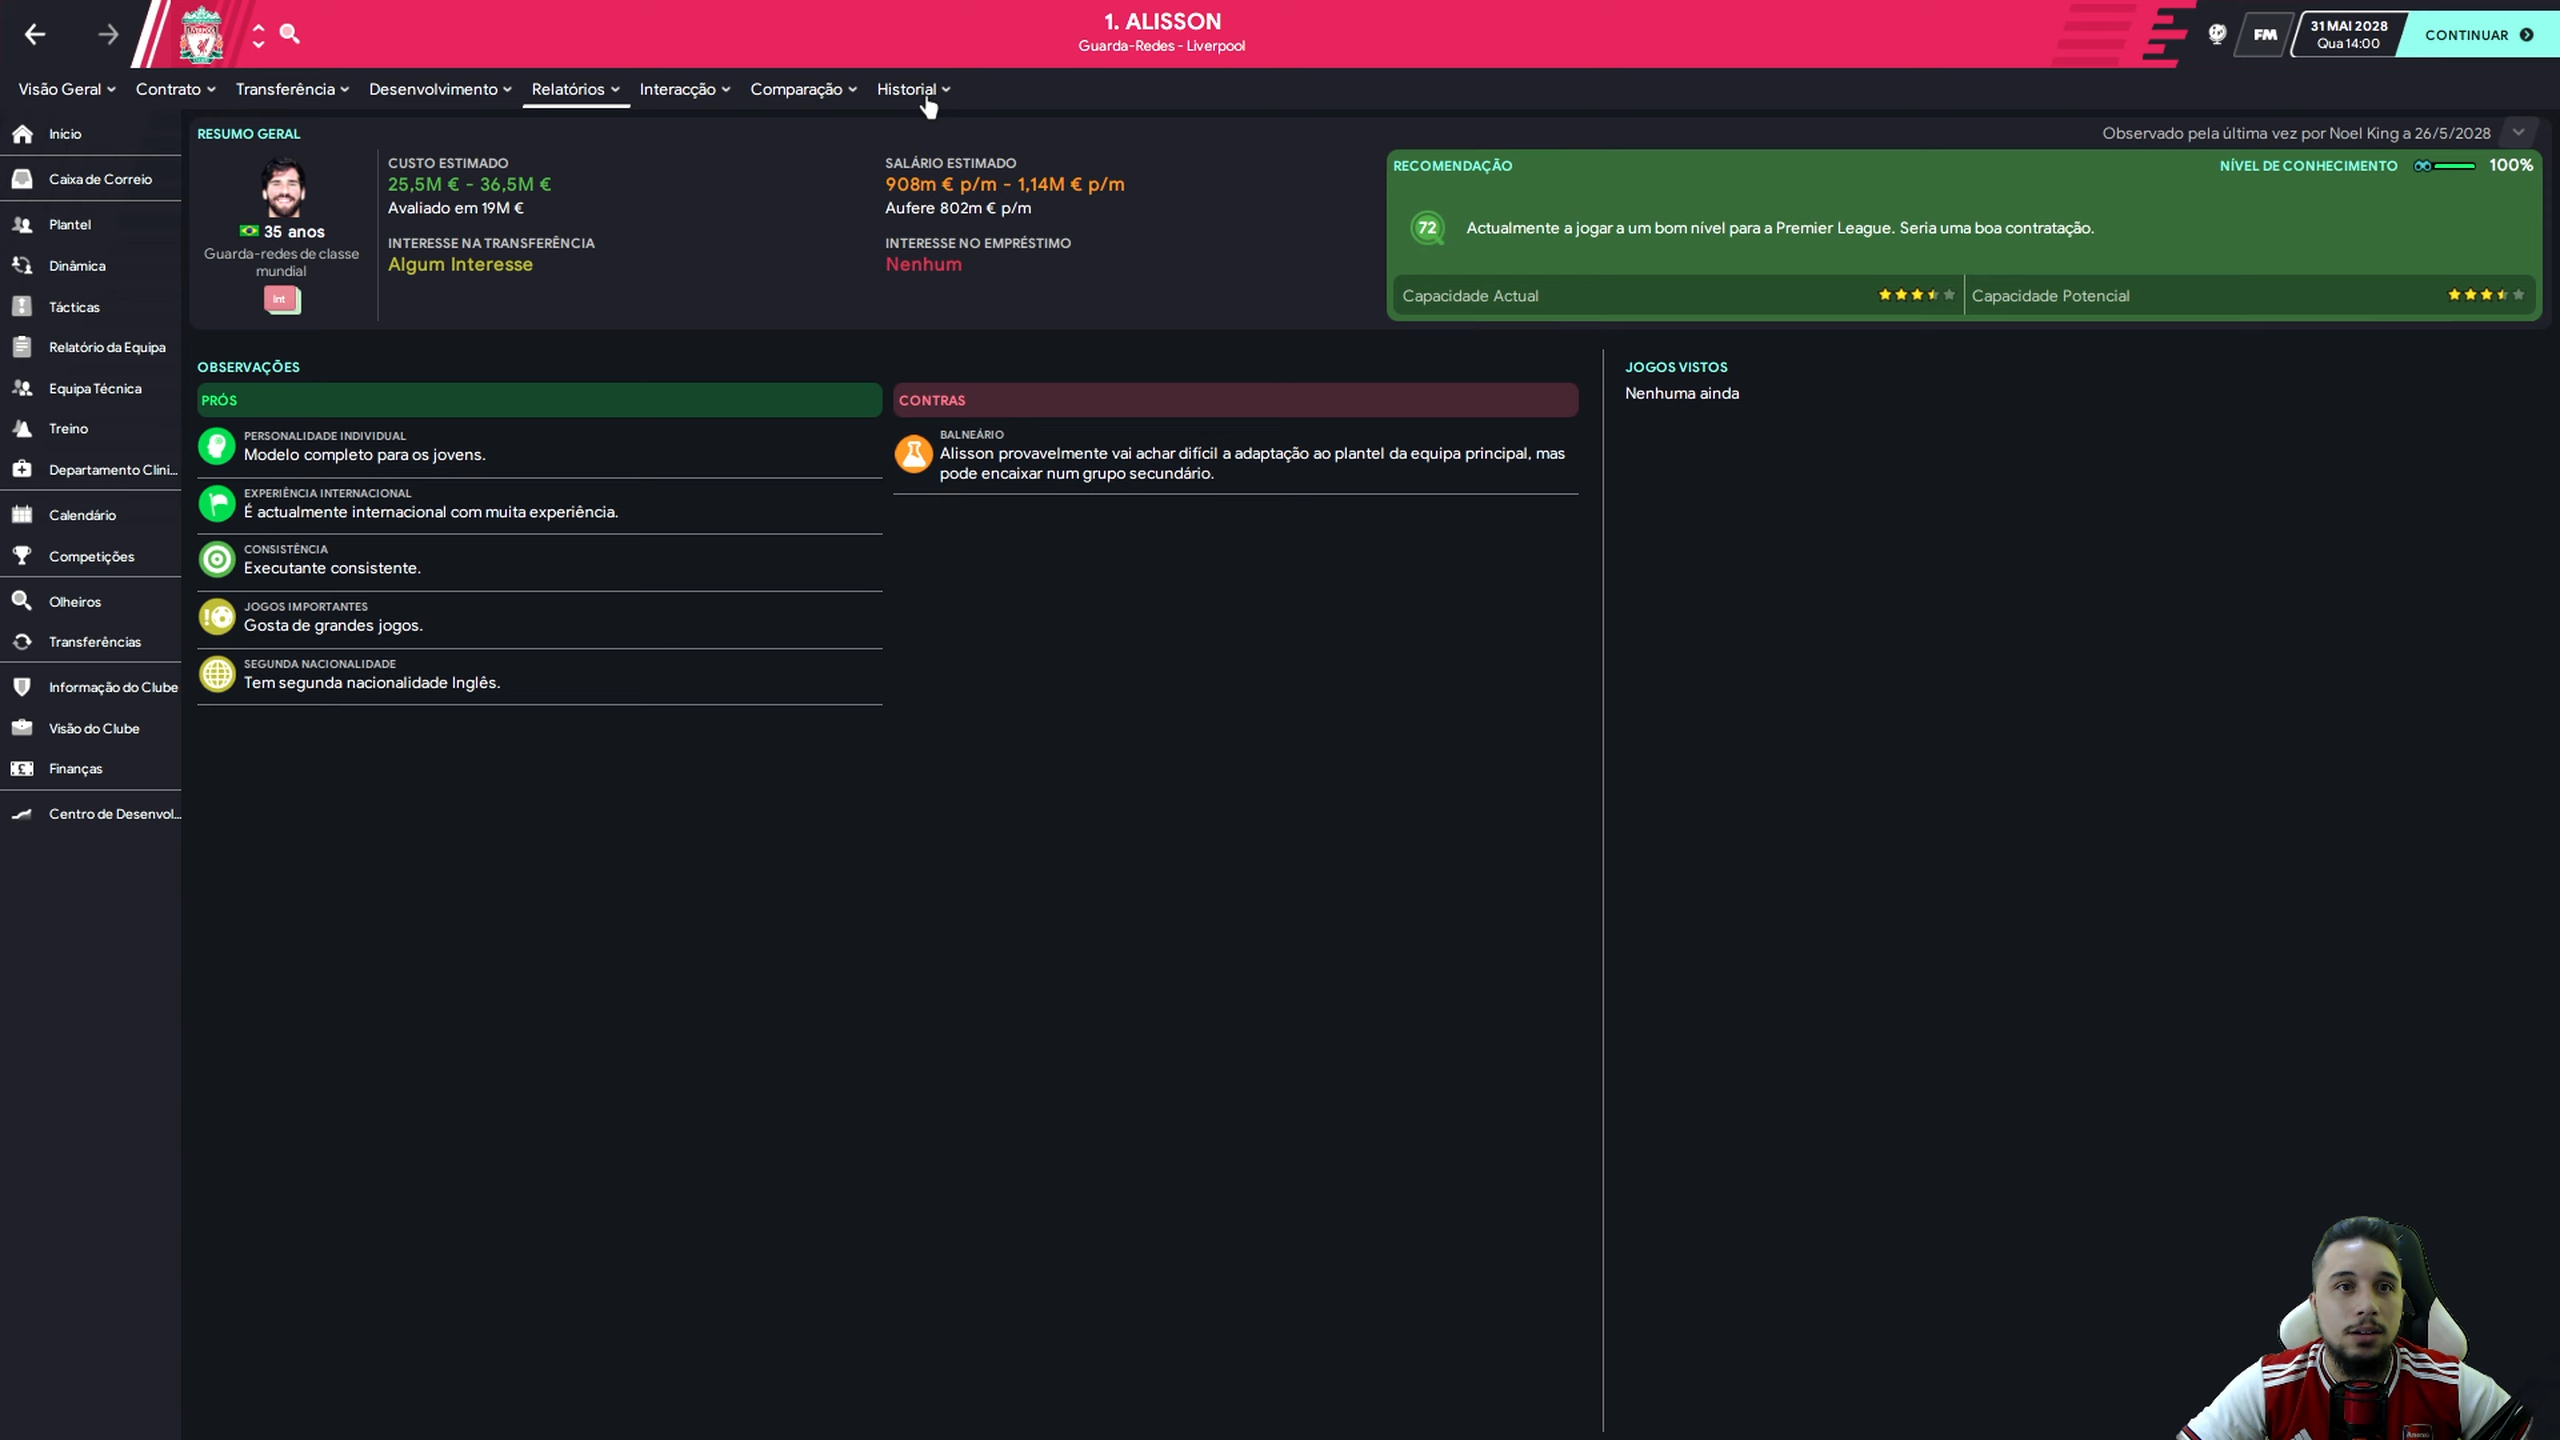 1. ALISSON
Guarda-Redes - Liverpool
FM
31 MAI 2028
Qua 14:00
CONTINUAR
Visão Geral
Contrato
Transferência
Desenvolvimento
Relatórios
Interacção
Comparação
Historial
Inicio
Caixa de Correio
Plantel
Dinâmica
Tácticas
Relatório da Equipa
Equipa Técnica
Treino
Departamento Clini...
Calendário
Competições
Olheiros
Transferências
Informação do Clube
Visão do Clube
Finanças
Centro de Desenvol...
RESUMO GERAL
Observado pela última vez por Noel King a 26/5/2028
35 anos
Guarda-redes de classe
mundial
Int
CUSTO ESTIMADO
25,5M € - 36,5M €
Avaliado em 19M €
INTERESSE NA TRANSFERÊNCIA
Algum Interesse
SALÁRIO ESTIMADO
908m € p/m - 1,14M € p/m
Aufere 802m € p/m
INTERESSE NO EMPRÉSTIMO
Nenhum
RECOMENDAÇÃO
NÍVEL DE CONHECIMENTO
100%
72
Actualmente a jogar a um bom nível para a Premier League. Seria uma boa contratação.
Capacidade Actual
Capacidade Potencial
OBSERVAÇÕES
PRÓS
PERSONALIDADE INDIVIDUAL
Modelo completo para os jovens.
EXPERIÊNCIA INTERNACIONAL
É actualmente internacional com muita experiência.
CONSISTÊNCIA
Executante consistente.
JOGOS IMPORTANTES
Gosta de grandes jogos.
SEGUNDA NACIONALIDADE
Tem segunda nacionalidade Inglês.
CONTRAS
BALNEÁRIO
Alisson provavelmente vai achar difícil a adaptação ao plantel da equipa principal, mas
pode encaixar num grupo secundário.
JOGOS VISTOS
Nenhuma ainda